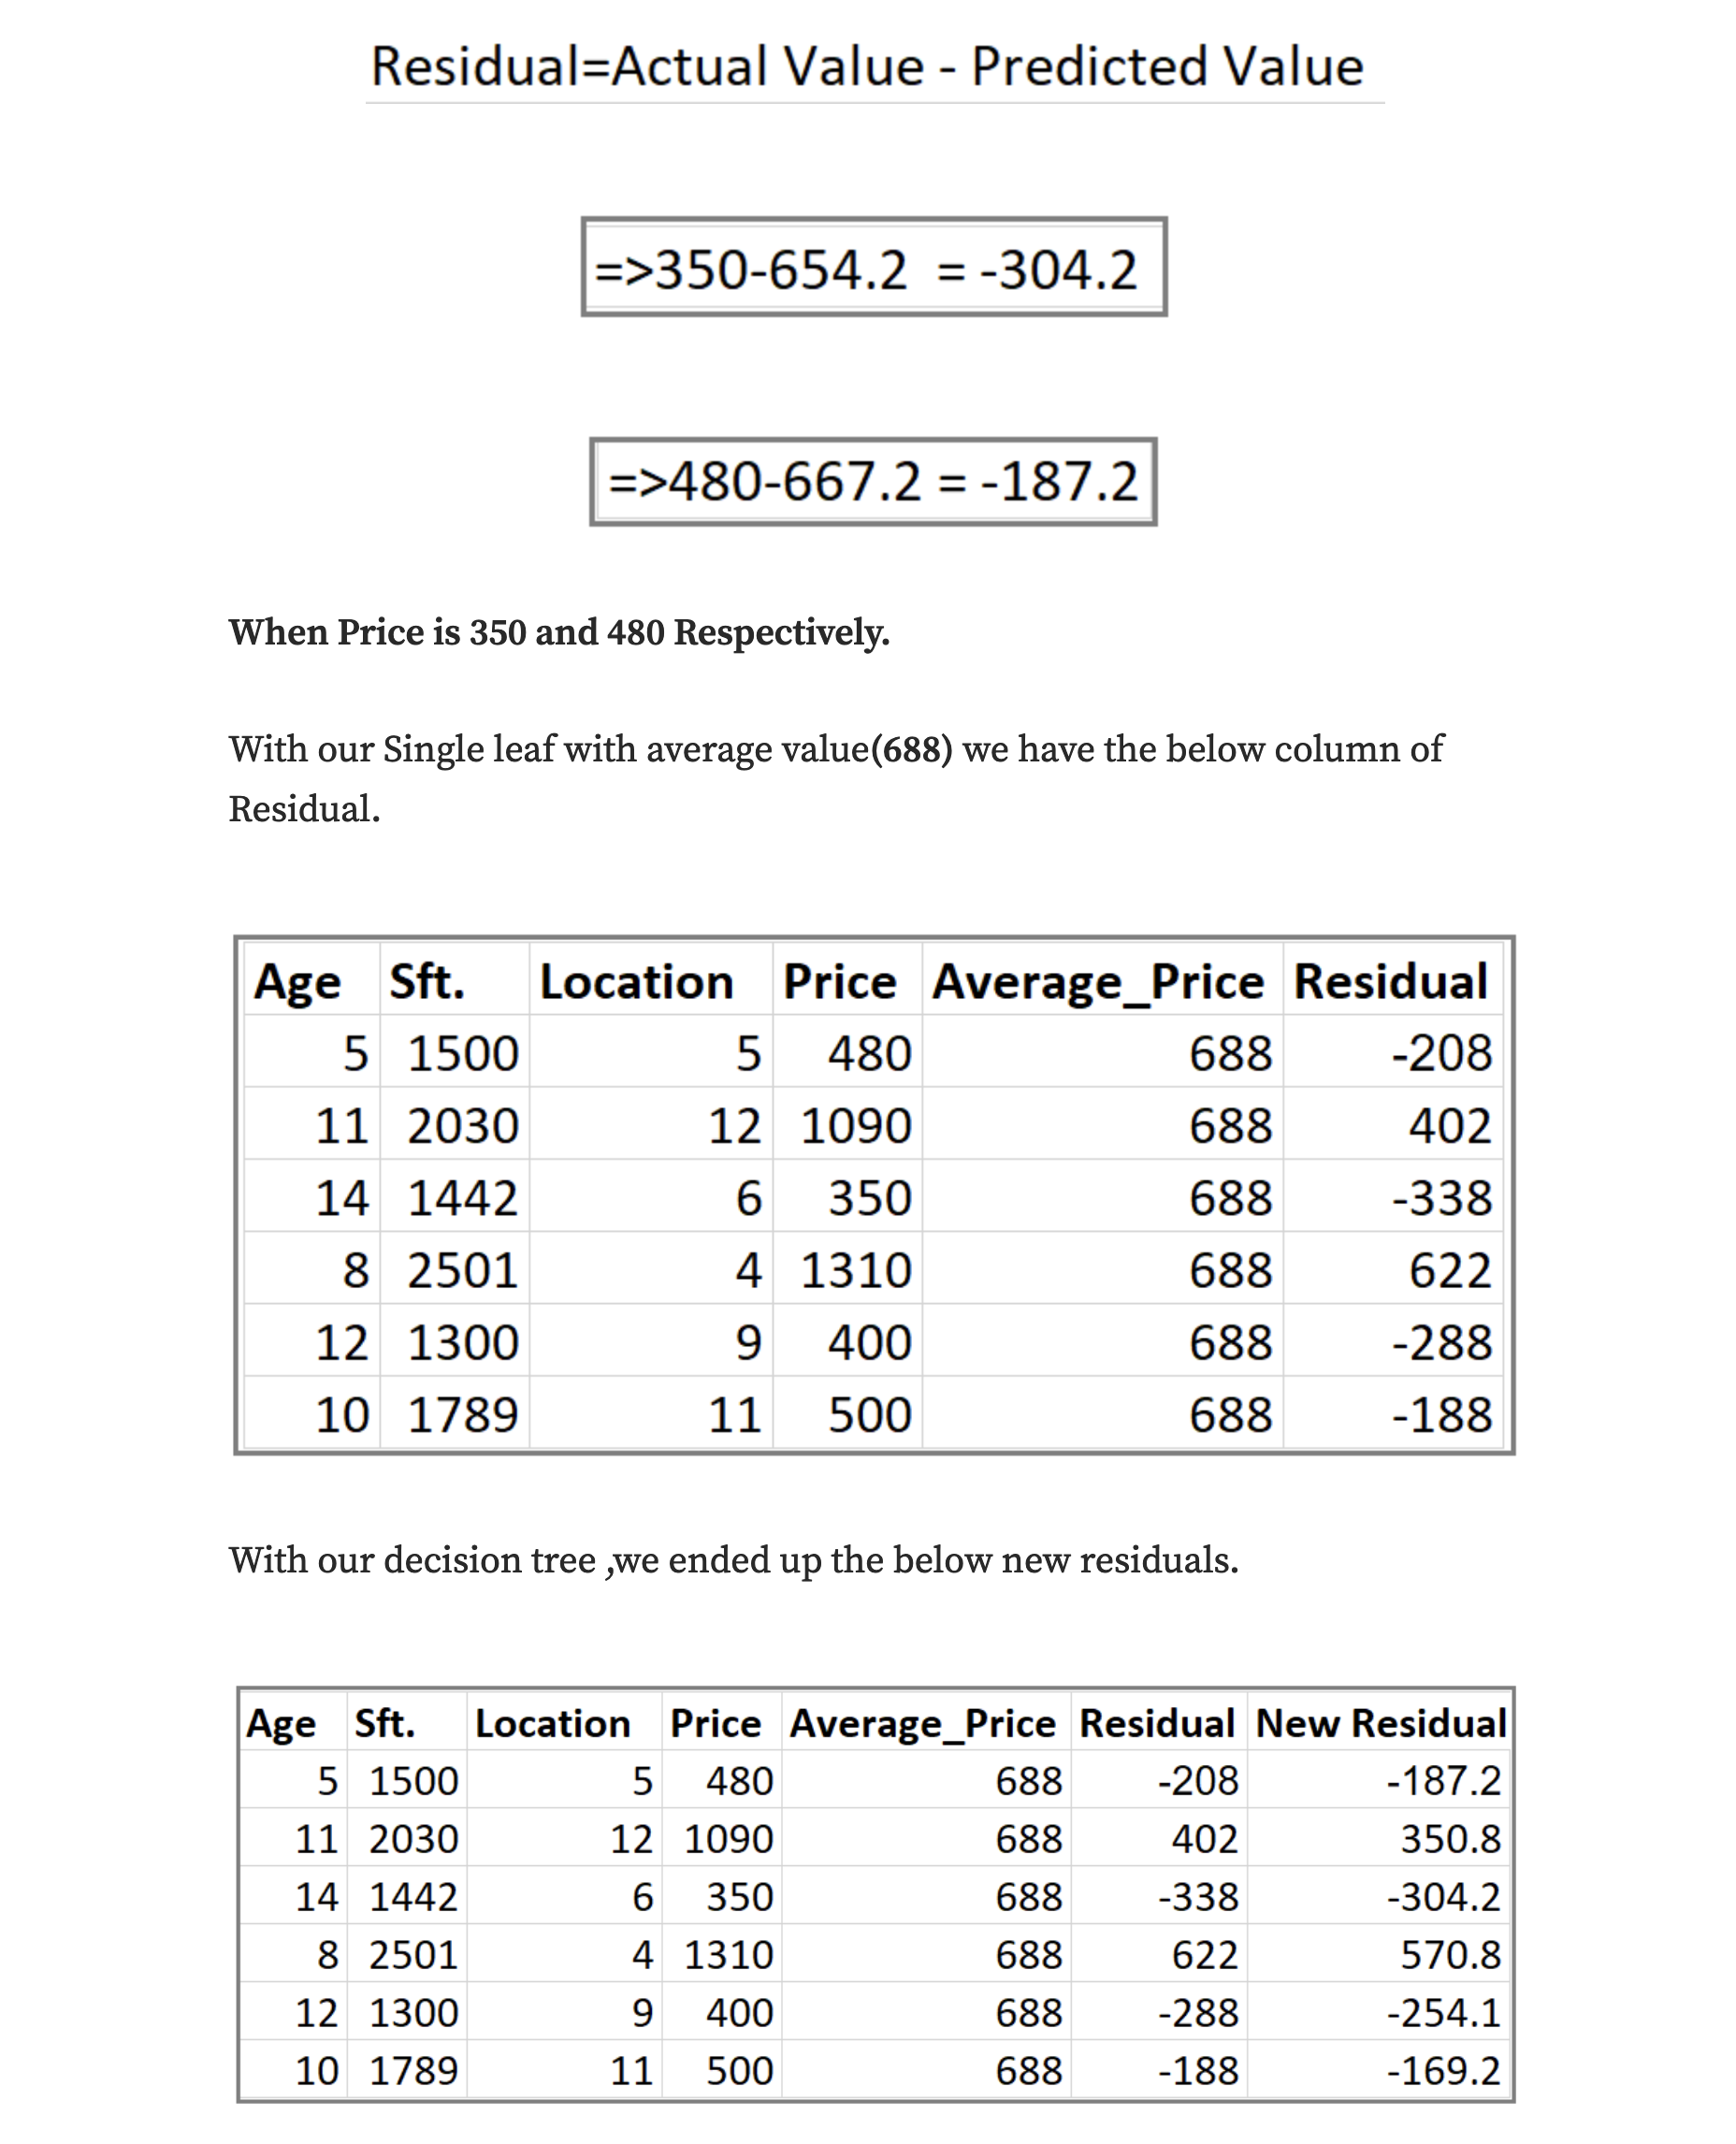 Residual=Actual Value - Predicted Value
=>350-654.2 = -304.2
=>480-667.2 = -187.2
When Price is 350 and 480 Respectively.
With our Single leaf with average value(688) we have the below column of
Residual.
Age Sft. Location Price Average_Price Residual
5 1500 5 480 688 -208
11 2030 12 1090 688 402
14 1442 6 350 688 -338
8 2501 4 1310 688 622
12 1300 9 400 688 -288
10 1789 11 500 688 -188
With our decision tree ,we ended up the below new residuals.
Age Sft. Location Price Average_Price Residual New Residual
5 1500 5 480 688 -208 -187.2
11 2030 12 1090 688 402 350.8
14 1442 6 350 688 -338 -304.2
8 2501 4 1310 688 622 570.8
12 1300 9 400 688 -288 -254.1
10 1789 11 500 688 -188 -169.2